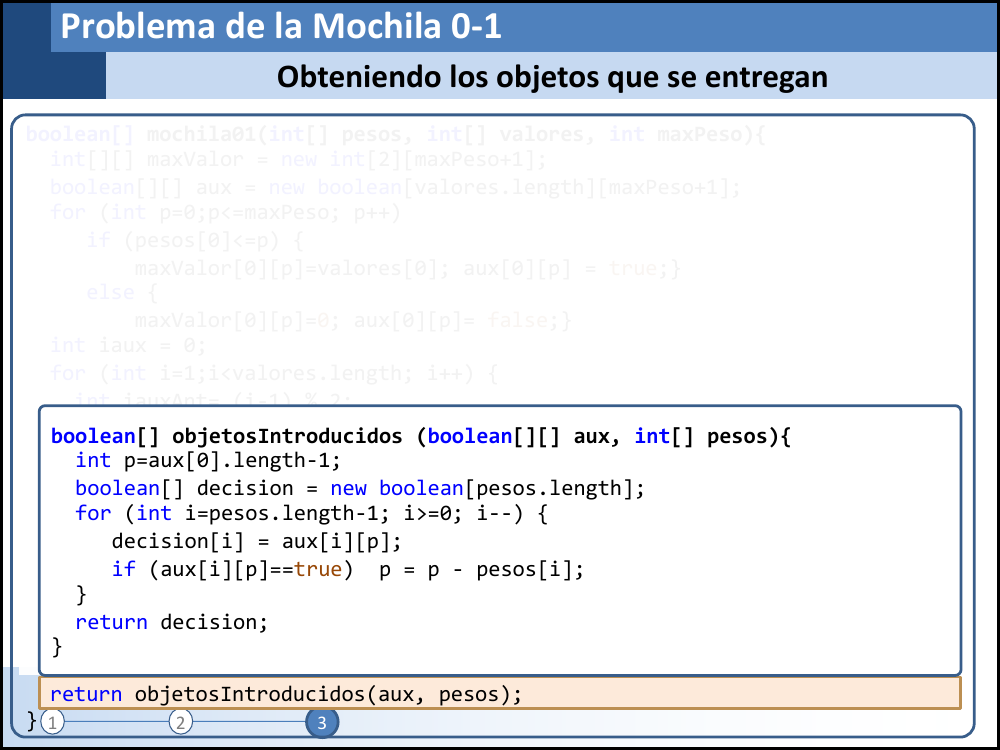 Problema de la Mochila 0-1
Obteniendo los objetos que se entregan
boolean[] mochila01(int[] pesos, int[] valores, int maxPeso){
int[][] maxValor = new int[2][maxPeso+1];
boolean[][] aux = new boolean[valores.length][maxPeso+1];
for (int p=0;p<=maxPeso; p++)
if (pesos[0]<=p) {
maxValor[0][p]=valores[0]; aux[0][p] = true;}
else {
maxValor[0][p]=0; aux[0][p]= false;}
int iaux = 0;
for (int i=1;i<valores.length; i++) {
int iauxAnt= (i-1) % 2;
boolean[] objetosIntroducidos (boolean[][] aux, int[] pesos){
int p=aux[0].length-1;
boolean[] decision = new boolean[pesos.length];
for (int i=pesos.length-1; i>=0; i--) {
decision[i] = aux[i][p];
if (aux[i][p]==true)  p = p - pesos[i];
}
return decision;
}
return objetosIntroducidos(aux, pesos);
}
1 2 3